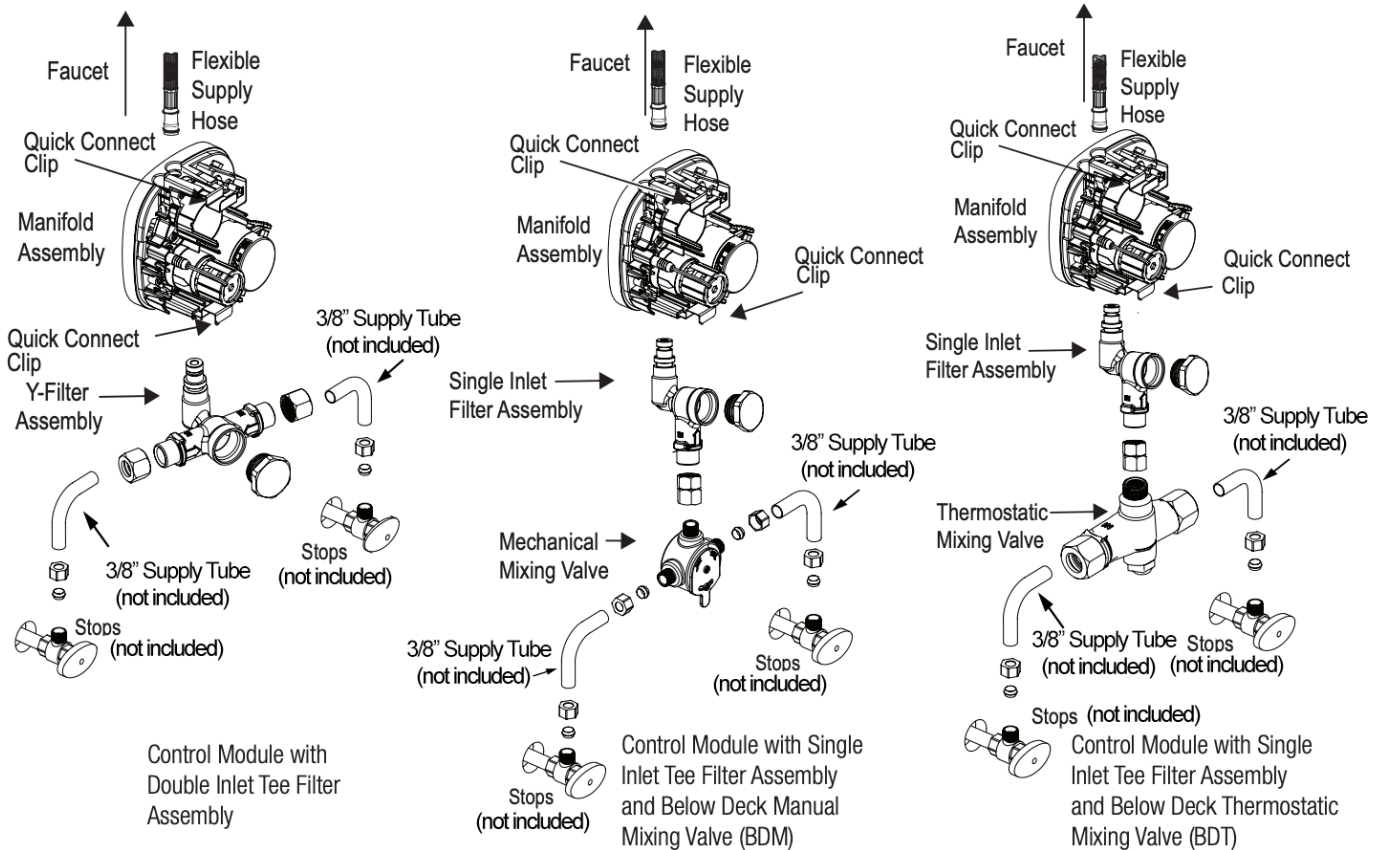 Faucet
Flexible
Supply
Hose
Quick Connect
Clip
Manifold
Assembly
Quick Connect
Clip
3/8” Supply Tube
(not included)
Y-Filter
Assembly
3/8” Supply Tube
(not included)
Stops
(not included)
Stops
(not included)
Control Module with
Double Inlet Tee Filter
Assembly
Faucet
Flexible
Supply
Hose
Quick Connect
Clip
Manifold
Assembly
Quick Connect
Clip
Single Inlet
Filter Assembly
3/8” Supply Tube
(not included)
Mechanical
Mixing Valve
3/8” Supply Tube
(not included)
Stops
(not included)
Stops
(not included)
Control Module with Single
Inlet Tee Filter Assembly
and Below Deck Manual
Mixing Valve (BDM)
Faucet
Flexible
Supply
Hose
Quick Connect
Clip
Manifold
Assembly
Quick Connect
Clip
Single Inlet
Filter Assembly
3/8” Supply Tube
(not included)
Thermostatic
Mixing Valve
3/8” Supply Tube
(not included)
Stops
(not included)
Stops (not included)
Control Module with Single
Inlet Tee Filter Assembly
and Below Deck Thermostatic
Mixing Valve (BDT)